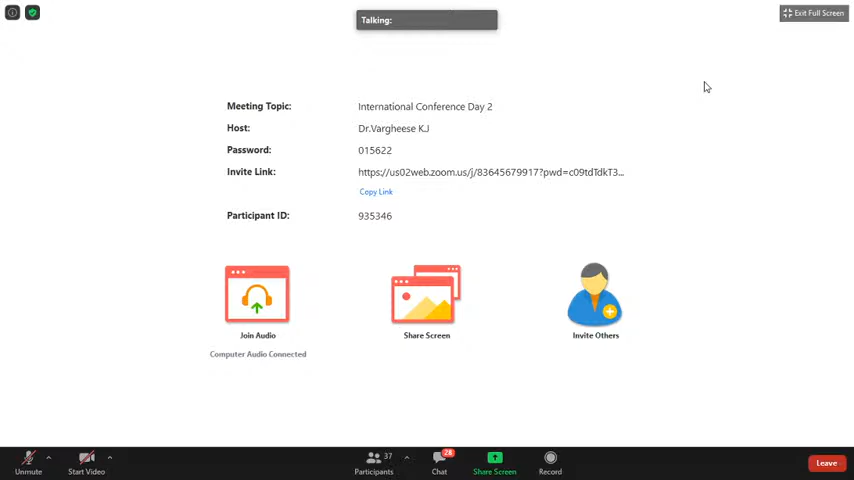 Talking:
Exit Full Screen
Meeting Topic: International Conference Day 2
Host: Dr.Vargheese K.J
Password: 015622
Invite Link: https://us02web.zoom.us/j/83645679917?pwd=c09tdTdkT3...
Copy Link
Participant ID: 935346
Join Audio Share Screen Invite Others
Computer Audio Connected
37 28
Unmute Start Video Participants Chat Share Screen Record Leave